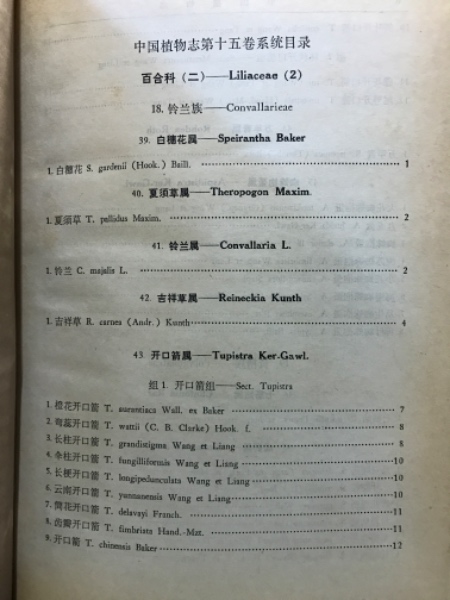 中国植物志第十五卷系统目录
百合科（二）——Liliaceae (2)
18. 铃兰族——Convallarieae
39. 白穗花属——Speirantha Baker
1. 白穗花 S. gardenii (Hook.) Baill. 1
40. 夏须草属——Theropogon Maxim.
1. 夏须草 T. pallidus Maxim. 2
41. 铃兰属——Convallaria L.
1. 铃兰 C. majalis L. 2
42. 吉祥草属——Reineckia Kunth
1. 吉祥草 R. carnea (Andr.) Kunth 4
43. 开口箭属——Tupistra Ker-Gawl.
组 1. 开口箭组——Sect. Tupistra
1. 橙花开口箭 T. aurantiaca Wall. ex Baker 7
2. 弯蕊开口箭 T. wattii (C. B. Clarke) Hook. f. 8
3. 长柱开口箭 T. grandistigma Wang et Liang 8
4. 伞柱开口箭 T. fungilliformis Wang et Liang 10
5. 长梗开口箭 T. longipedunculata Wang et Liang 10
6. 云南开口箭 T. yunnanensis Wang et Liang 10
7. 筒花开口箭 T. delavayi Franch. 11
8. 齿瓣开口箭 T. fimbriata Hand.-Mzt. 11
9. 开口箭 T. chinensis Baker 12